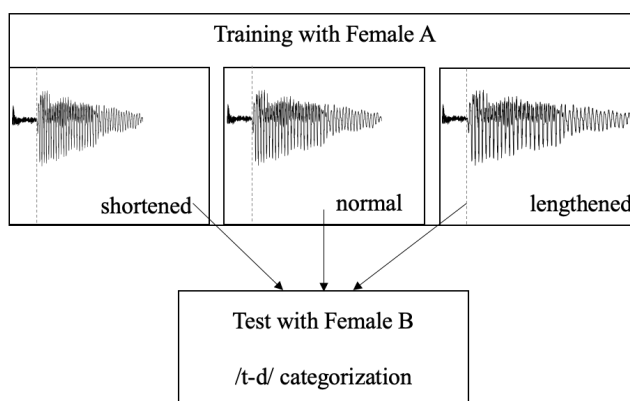 Training with Female A
shortened
normal
lengthened
Test with Female B
/t-d/ categorization